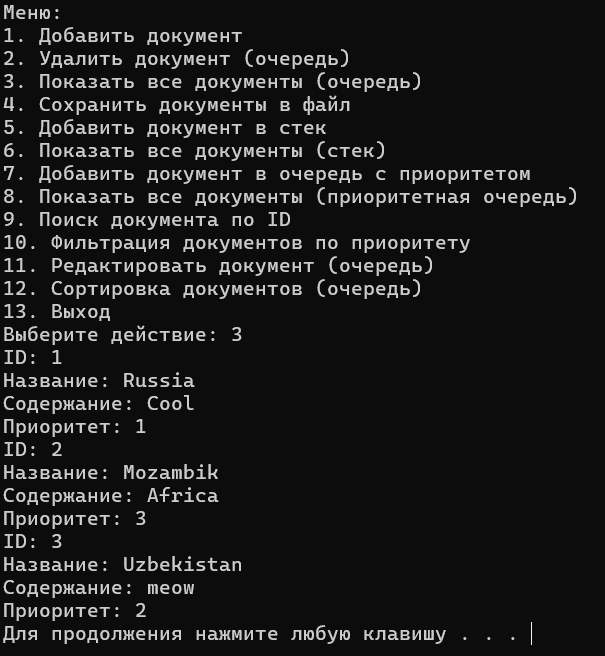 Меню:
1. Добавить документ
2. Удалить документ (очередь)
3. Показать все документы (очередь)
4. Сохранить документы в файл
5. Добавить документ в стек
6. Показать все документы (стек)
7. Добавить документ в очередь с приоритетом
8. Показать все документы (приоритетная очередь)
9. Поиск документа по ID
10. Фильтрация документов по приоритету
11. Редактировать документ (очередь)
12. Сортировка документов (очередь)
13. Выход
Выберите действие: 3
ID: 1
Название: Russia
Содержание: Cool
Приоритет: 1
ID: 2
Название: Mozambik
Содержание: Africa
Приоритет: 3
ID: 3
Название: Uzbekistan
Содержание: meow
Приоритет: 2
Для продолжения нажмите любую клавишу . . .